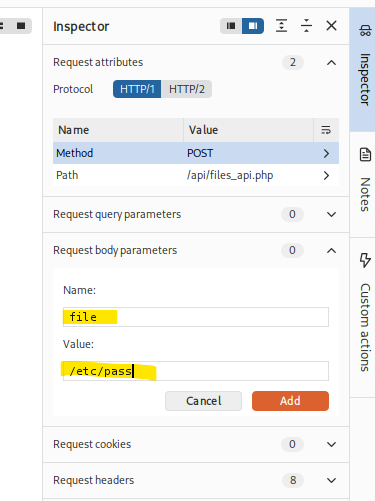 Inspector
Request attributes 2
Protocol HTTP/1 HTTP/2
Name Value
Method POST
Path /api/files_api.php
Request query parameters 0
Request body parameters 0
Name:
file
Value:
/etc/pass
Cancel Add
Request cookies 0
Request headers 8
Inspector
Notes
Custom actions